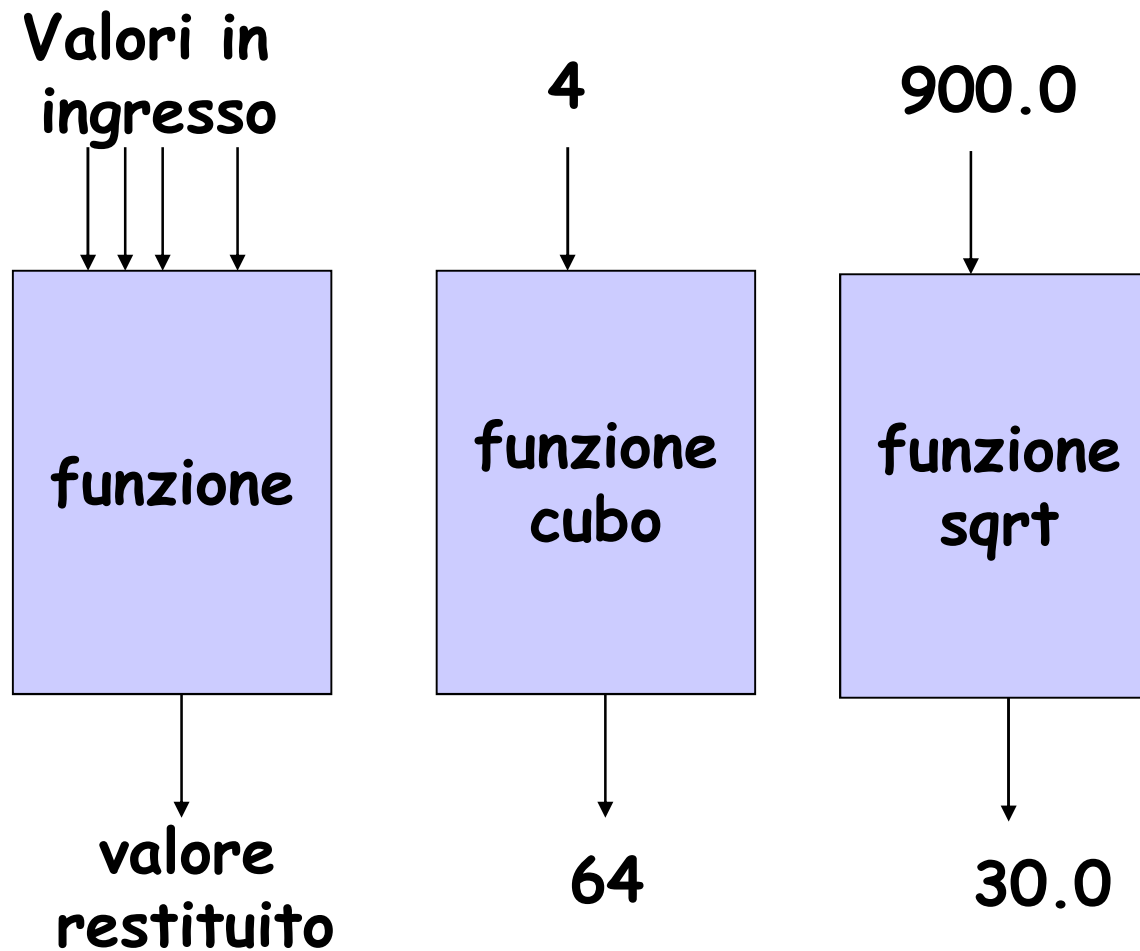 Valori in
ingresso
4
900.0
funzione
funzione
cubo
funzione
sqrt
valore
restituito
64
30.0